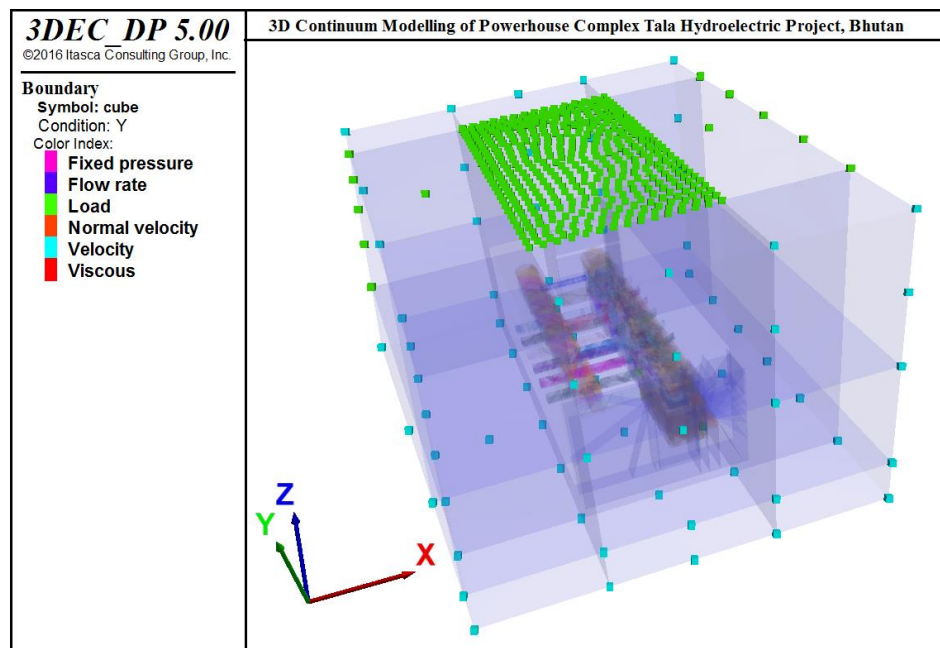 3DEC_DP 5.00
©2016 Itasca Consulting Group, Inc.
Boundary
Symbol: cube
Condition: Y
Color Index:
Fixed pressure
Flow rate
Load
Normal velocity
Velocity
Viscous
3D Continuum Modelling of Powerhouse Complex Tala Hydroelectric Project, Bhutan
Z
Y
X